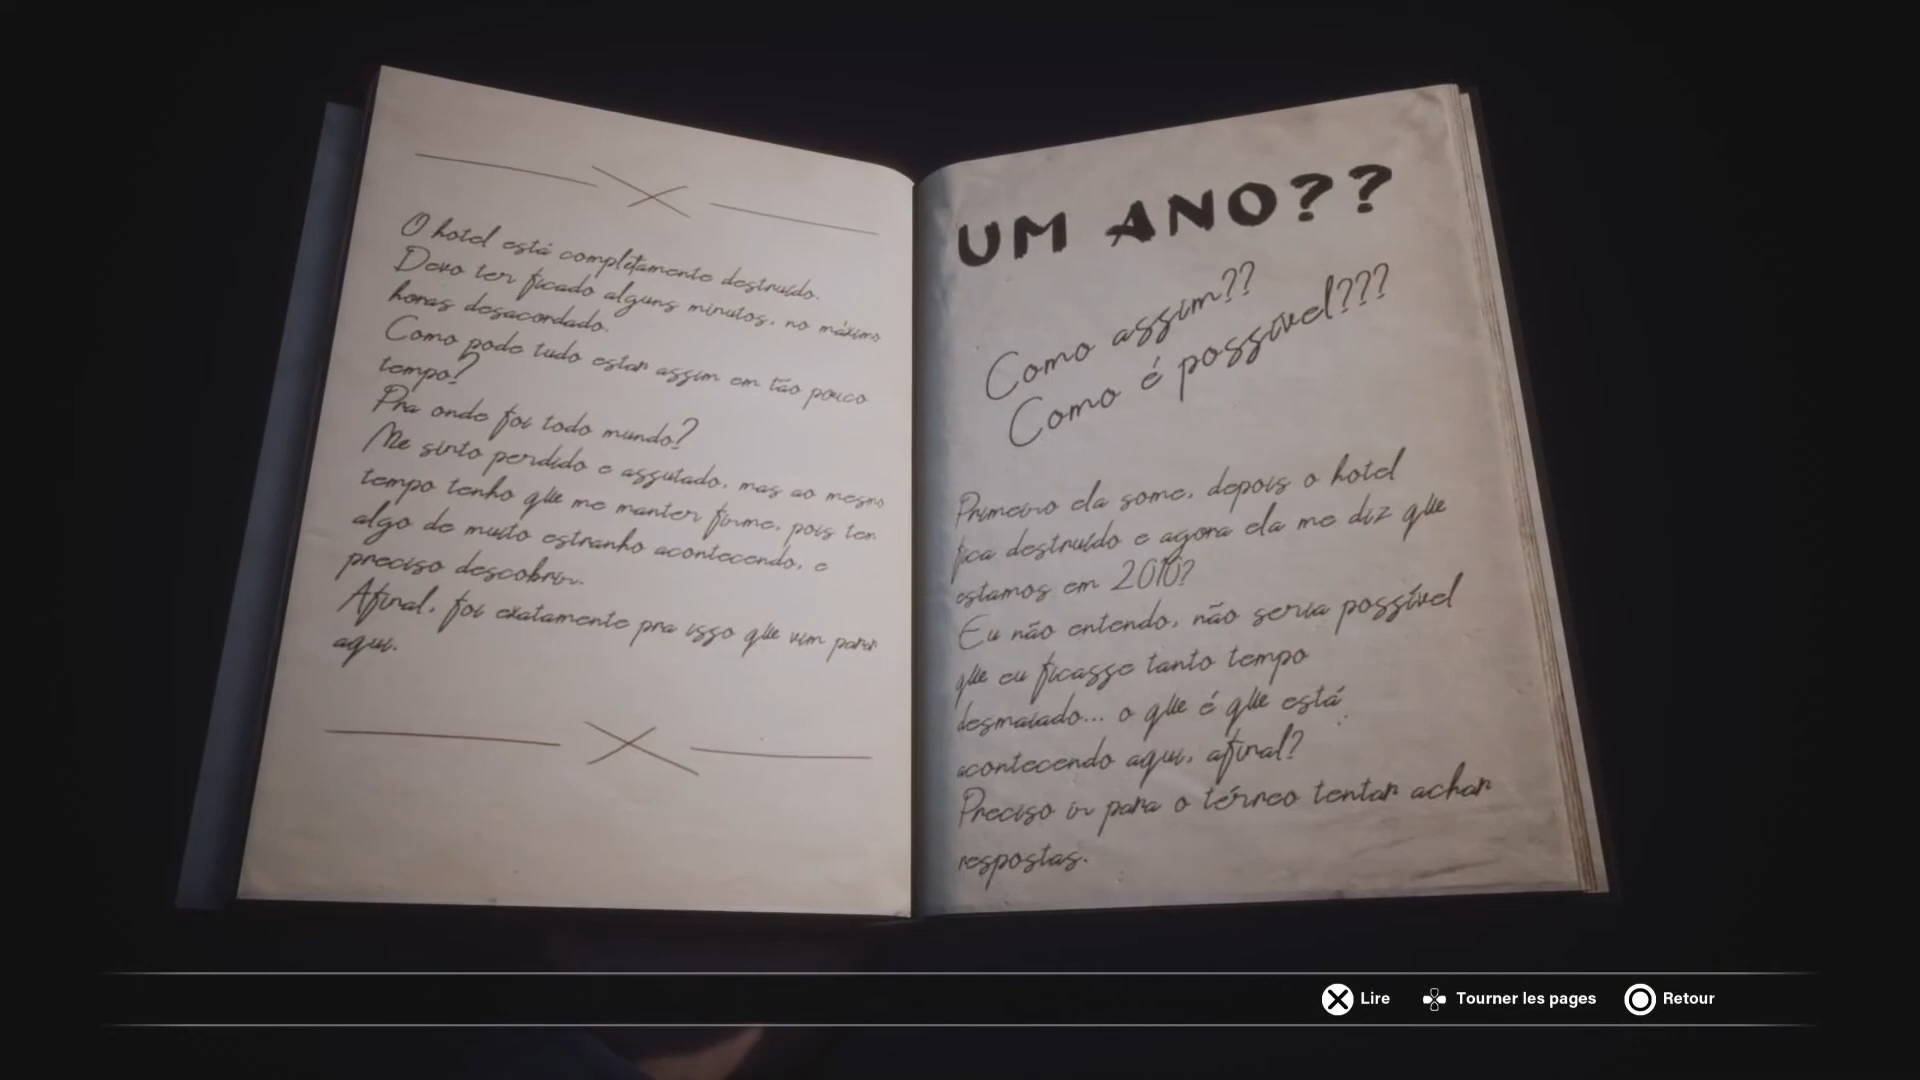 O hotel está completamente destruído.
Devo ter ficado alguns minutos, no máximo
horas desacordado.
Como pode tudo estar assim em tão pouco
tempo?
Pra onde foi todo mundo?
Me sinto perdido e assutado, mas ao mesmo
tempo tenho que me manter firme, pois tem
algo de muito estranho acontecendo, e
preciso descobrir.
Afinal, foi exatamente pra isso que vim parar
aqui.
UM ANO??
Como assim??
Como é possível???
Primeiro ela some, depois o hotel
fica destruído e agora ela me diz que
estamos em 2010?
Eu não entendo, não seria possível
que eu ficasse tanto tempo
desmaiado... o que é que está
acontecendo aqui, afinal?
Preciso ir para o térreo tentar achar
respostas.
Lire Tourner les pages Retour